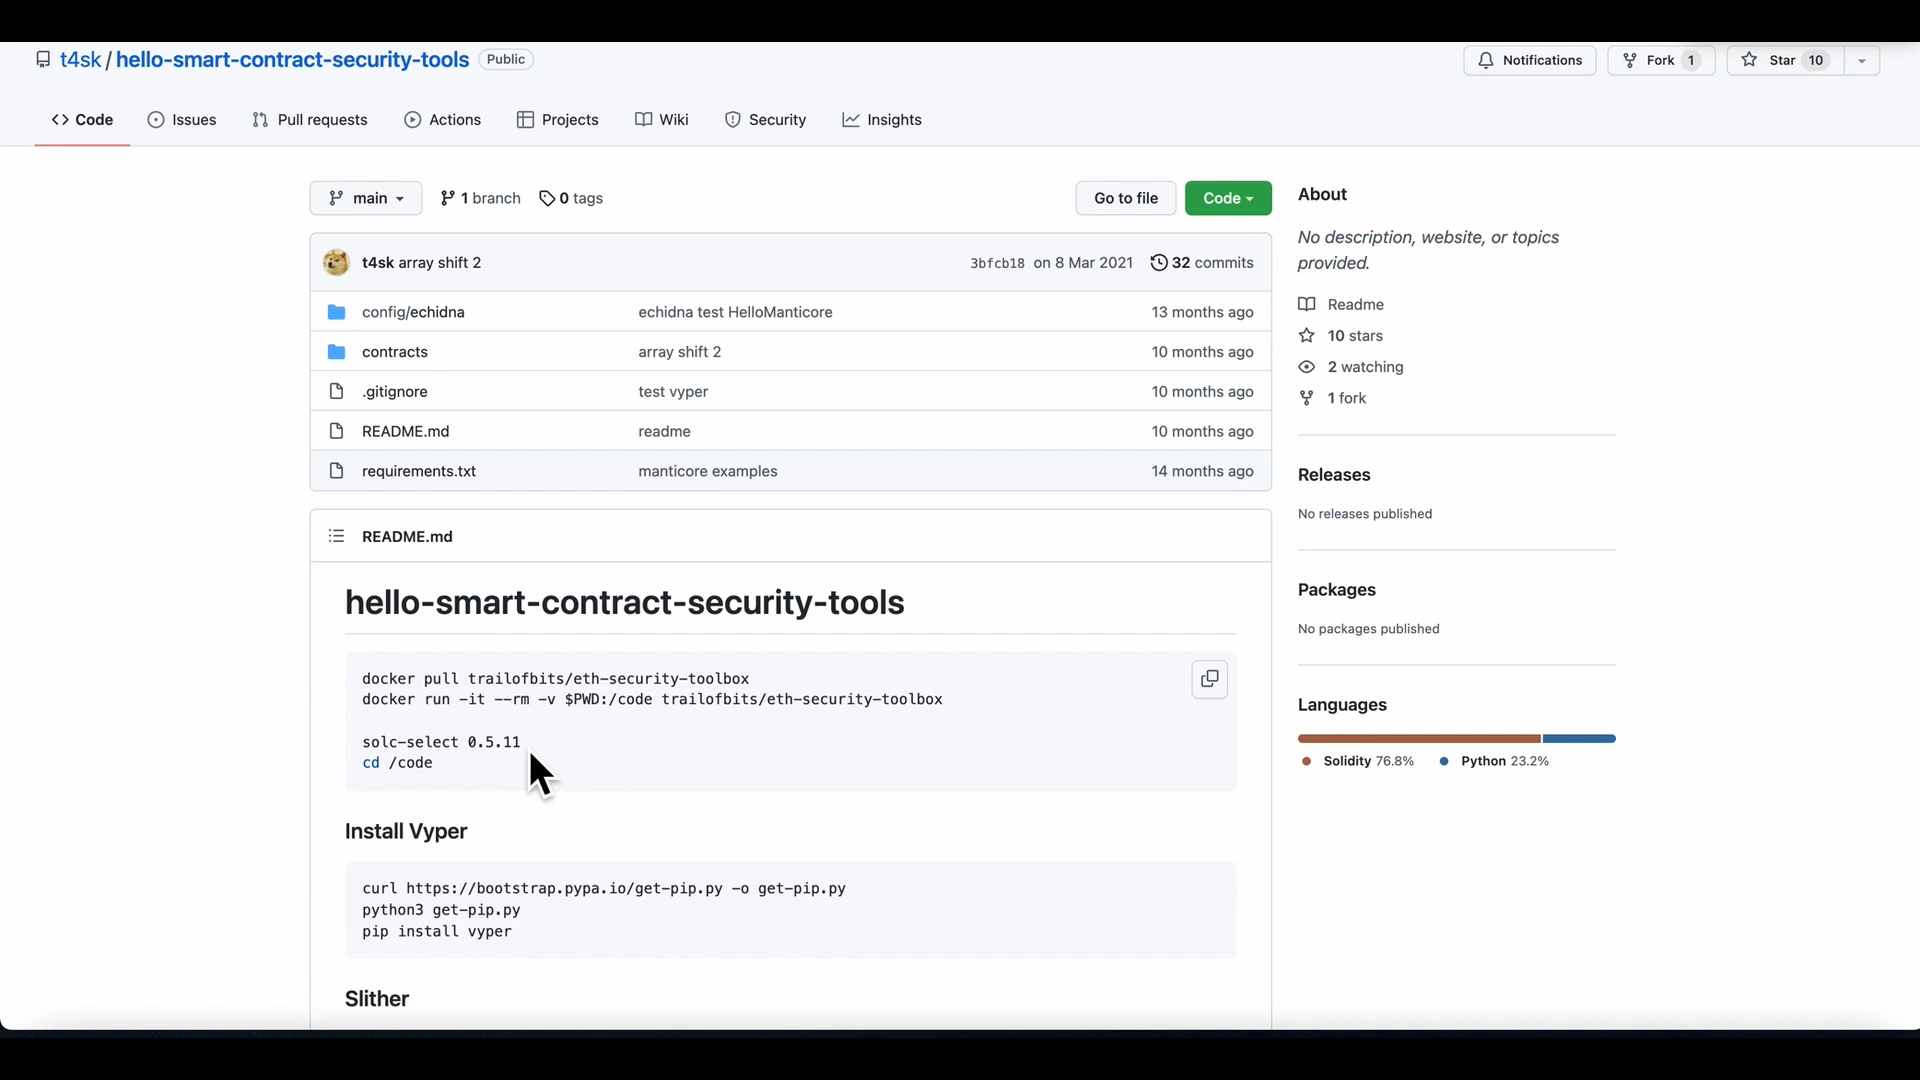 t4sk / hello-smart-contract-security-tools Public Notifications Fork 1 Star 10
Code Issues Pull requests Actions Projects Wiki Security Insights
main 1 branch 0 tags Go to file Code
t4sk array shift 2 3bfcb18 on 8 Mar 2021 32 commits
config/echidna echidna test HelloManticore 13 months ago
contracts array shift 2 10 months ago
.gitignore test vyper 10 months ago
README.md readme 10 months ago
requirements.txt manticore examples 14 months ago
README.md
hello-smart-contract-security-tools
docker pull trailofbits/eth-security-toolbox
docker run -it --rm -v $PWD:/code trailofbits/eth-security-toolbox
solc-select 0.5.11
cd /code
Install Vyper
curl https://bootstrap.pypa.io/get-pip.py -o get-pip.py
python3 get-pip.py
pip install vyper
Slither
About
No description, website, or topics
provided.
Readme
10 stars
2 watching
1 fork
Releases
No releases published
Packages
No packages published
Languages
Solidity 76.8% Python 23.2%